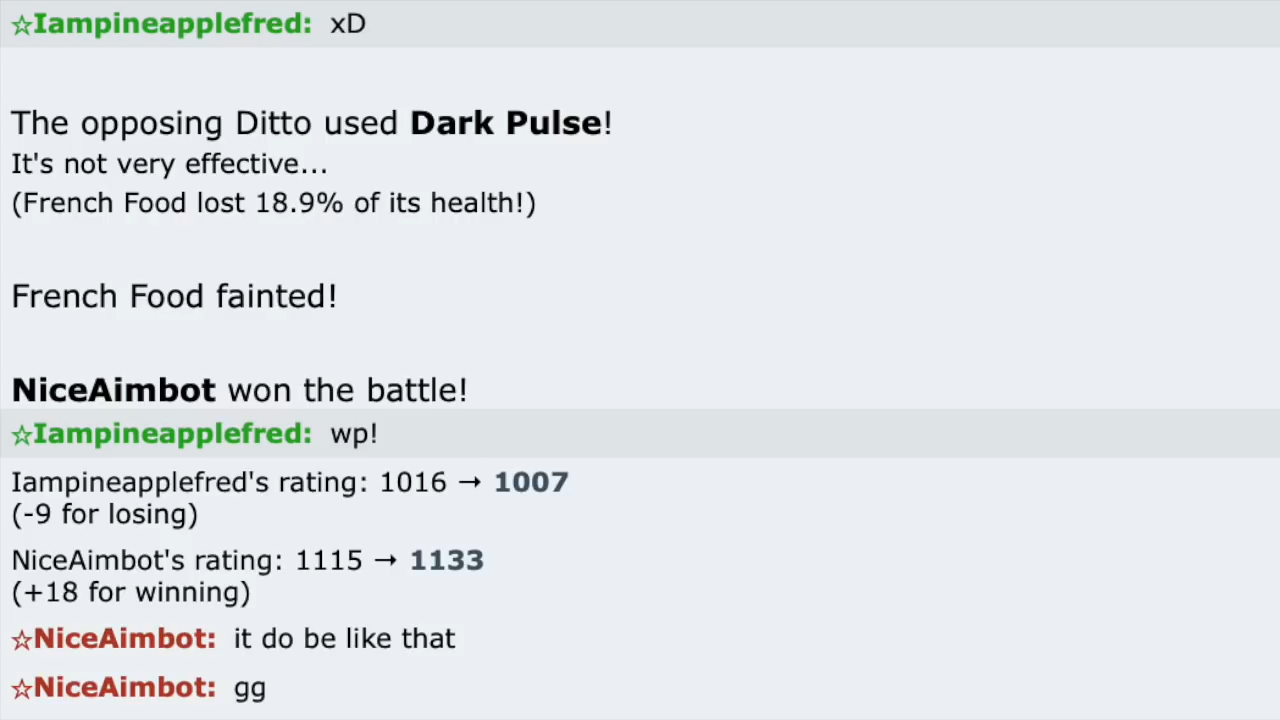 ☆Iampineapplefred: xD
The opposing Ditto used Dark Pulse!
It's not very effective...
(French Food lost 18.9% of its health!)
French Food fainted!
NiceAimbot won the battle!
☆Iampineapplefred: wp!
Iampineapplefred's rating: 1016 → 1007
(-9 for losing)
NiceAimbot's rating: 1115 → 1133
(+18 for winning)
☆NiceAimbot: it do be like that
☆NiceAimbot: gg